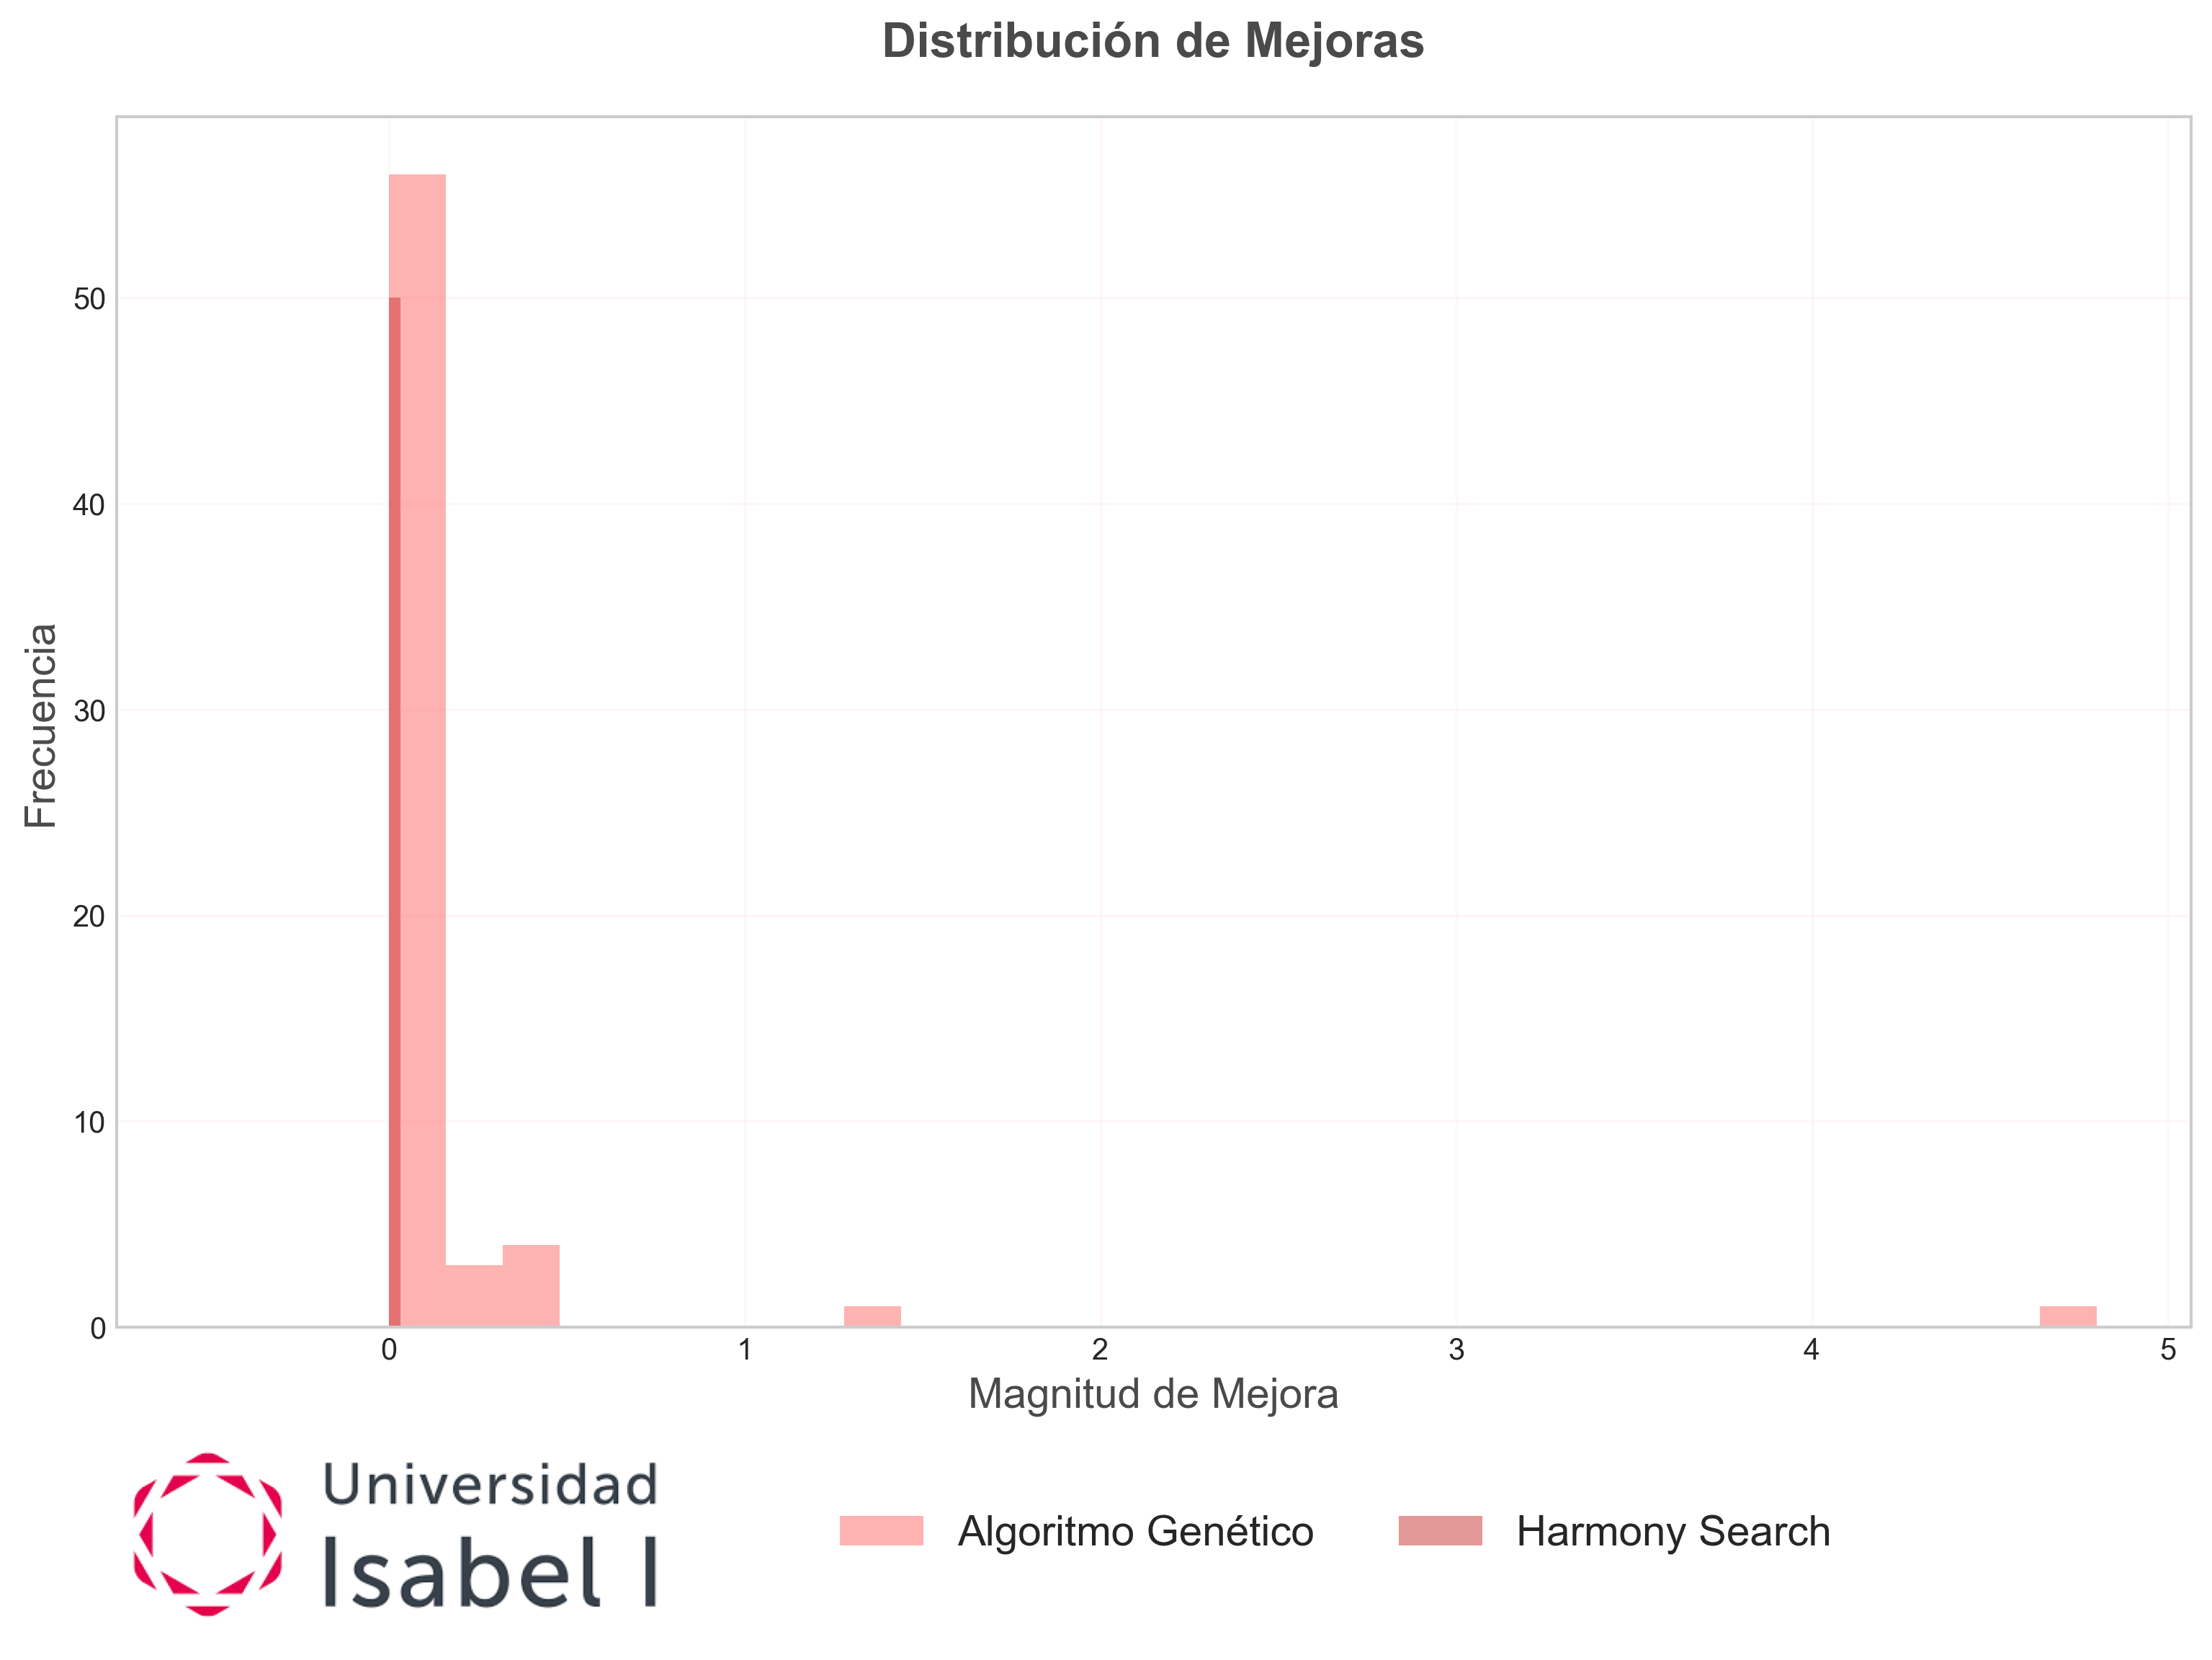 Distribución de Mejoras
Frecuencia
50
40
30
20
10
0
0 1 2 3 4 5
Magnitud de Mejora
Universidad
Isabel I
Algoritmo Genético Harmony Search